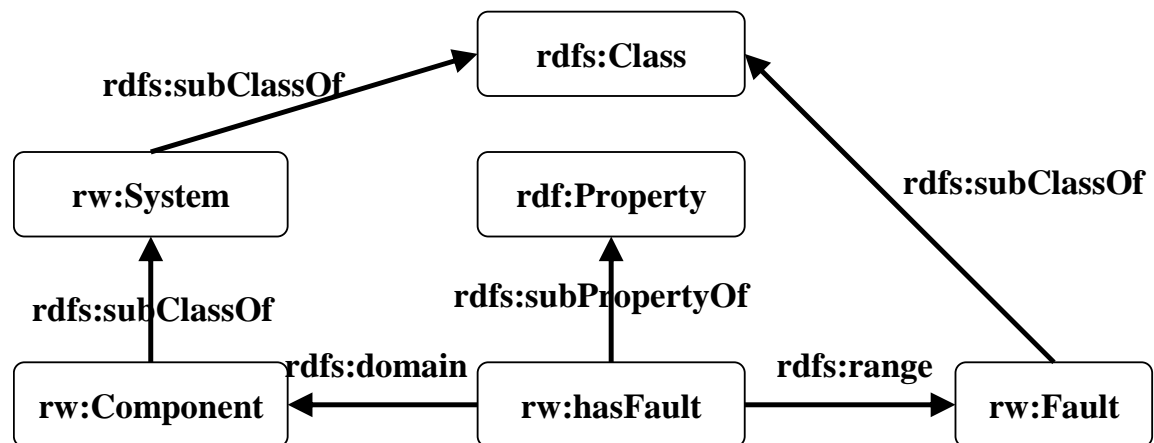 rdfs:Class
rdfs:subClassOf
rw:System
rdf:Property
rdfs:subClassOf
rdfs:subClassOf
rdfs:subPropertyOf
rdfs:domain
rdfs:range
rw:Component
rw:hasFault
rw:Fault